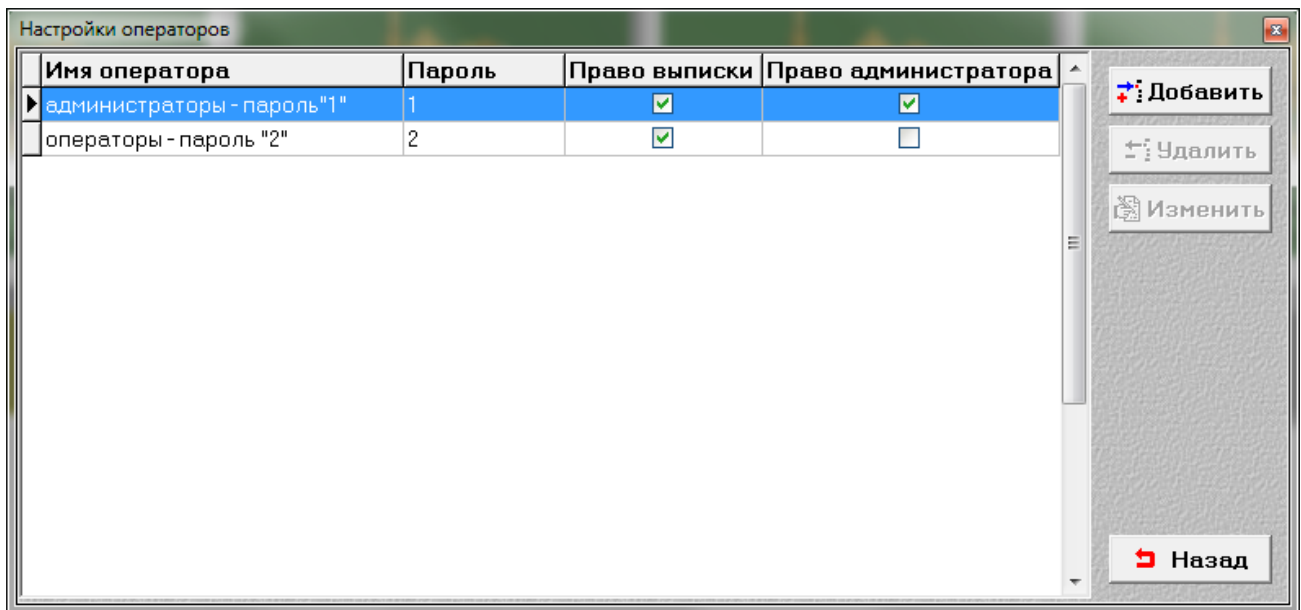 Настройки операторов
Имя оператора Пароль Право выписки Право администратора
администраторы - пароль"1" 1
операторы - пароль "2" 2
Добавить
Удалить
Изменить
Назад